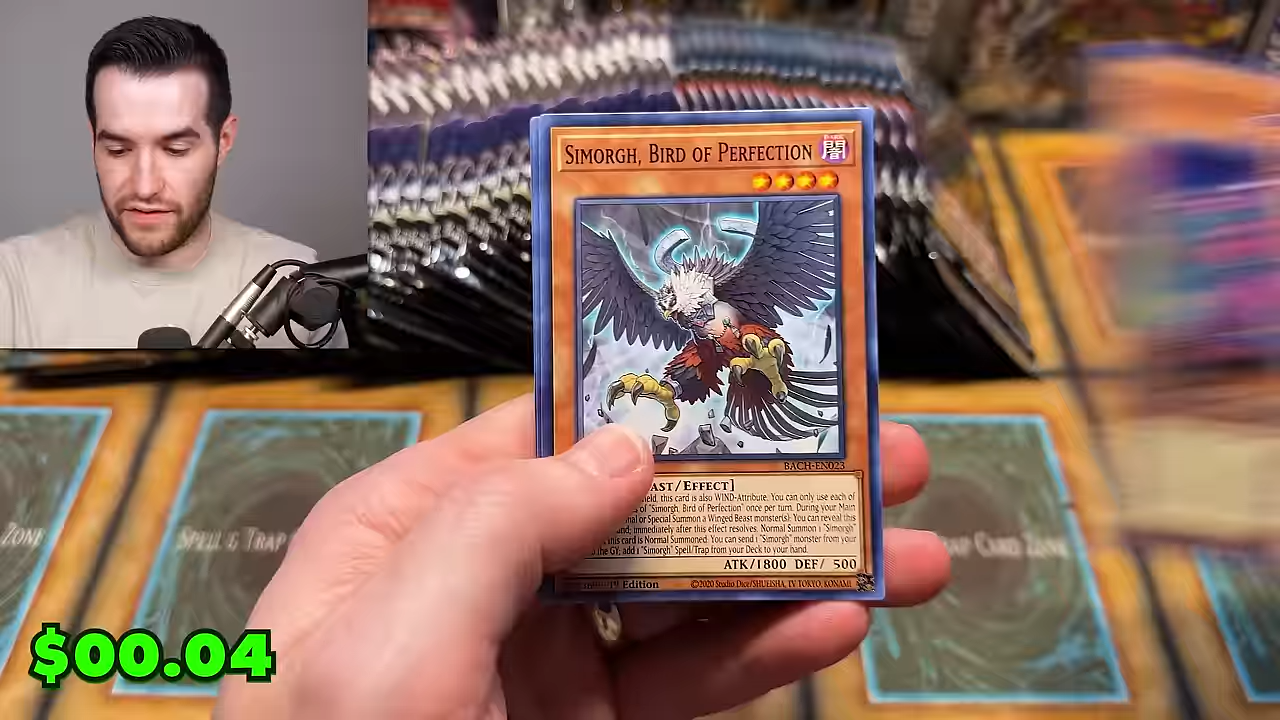 SIMORGH, BIRD OF PERFECTION
DARK
闇
BACH-EN023
AST/EFFECT]
eld, this card is also WIND-Attribute. You can only use each of
of "Simorgh, Bird of Perfection" once per turn. During your Main
nal or Special Summon a Winged Beast monster(s): You can reveal this
nd; immediately after this effect resolves, Normal Summon 1 "Simorgh"
this card is Normal Summoned: You can send 1 "Simorgh" monster from your
the GY; add 1 "Simorgh" Spell/Trap from your Deck to your hand.
ATK/1800 DEF/ 500
Edition
©2020 Studio Dice/SHUEISHA, TV TOKYO, KONAMI
ZONE
SPELL & TRAP
TRAP CARD ZONE
$00.04